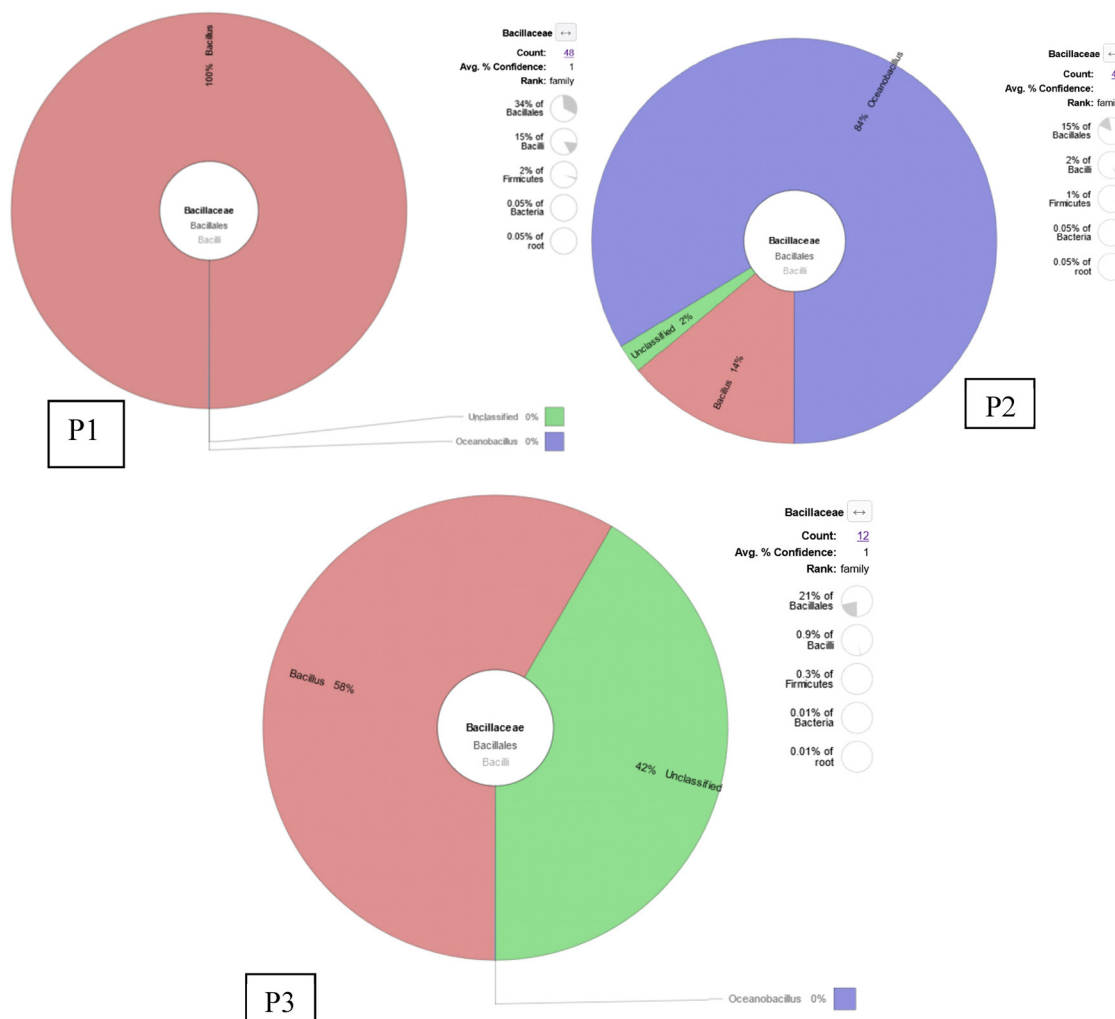 100% Bacillus
Bacillaceae
Bacillales
Bacilli
Bacillaceae ↔
Count: 48
Avg. % Confidence: 1
Rank: family
34% of
Bacillales
15% of
Bacilli
2% of
Firmicutes
0.05% of
Bacteria
0.05% of
root
Unclassified 0%
Oceanobacillus 0%
P1
84% Oceanobacillus
Bacillaceae
Bacillales
Bacilli
Unclassified 2%
Bacillus 14%
Bacillaceae
Count: 4
Avg. % Confidence:
Rank: fami
15% of
Bacillales
2% of
Bacilli
1% of
Firmicutes
0.05% of
Bacteria
0.05% of
root
P2
Bacillus 58%
Bacillaceae
Bacillales
Bacilli
42% Unclassified
Bacillaceae ↔
Count: 12
Avg. % Confidence: 1
Rank: family
21% of
Bacillales
0.9% of
Bacilli
0.3% of
Firmicutes
0.01% of
Bacteria
0.01% of
root
Oceanobacillus 0%
P3